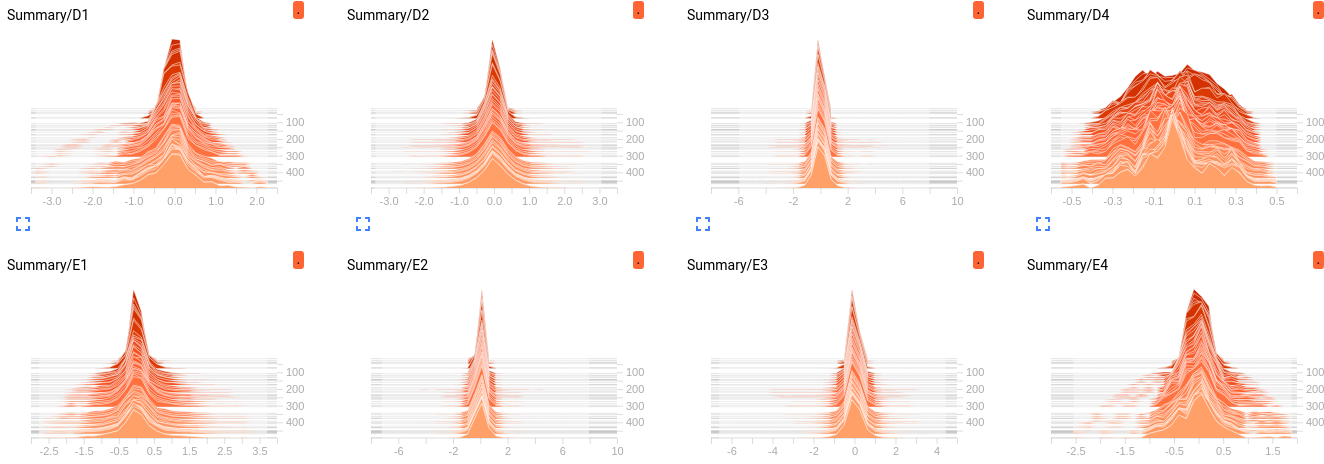 Summary/D1 . Summary/D2 . Summary/D3 . Summary/D4 .
100 100 100 100
200 200 200 200
300 300 300 300
400 400 400 400
-3.0 -2.0 -1.0 0.0 1.0 2.0 -3.0 -2.0 -1.0 0.0 1.0 2.0 3.0 -6 -2 2 6 10 -0.5 -0.3 -0.1 0.1 0.3 0.5
Summary/E1 . Summary/E2 . Summary/E3 . Summary/E4 .
100 100 100 100
200 200 200 200
300 300 300 300
400 400 400 400
-2.5 -1.5 -0.5 0.5 1.5 2.5 3.5 -6 -2 2 6 10 -6 -4 -2 0 2 4 -2.5 -1.5 -0.5 0.5 1.5